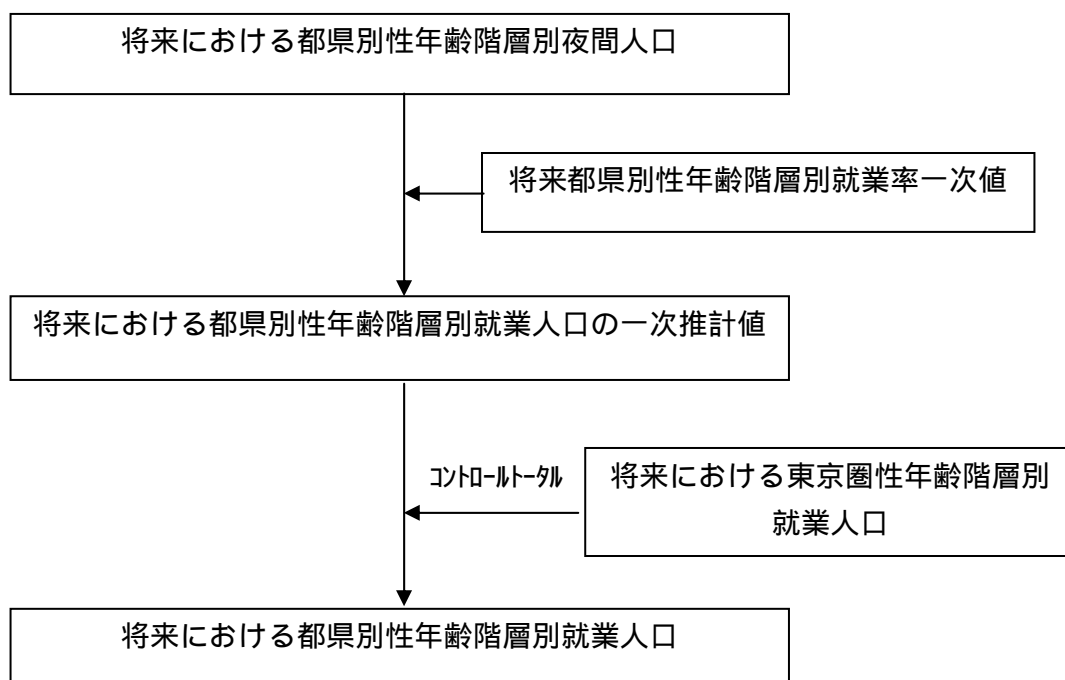 将来における都県別性年齢階層別夜間人口
将来都県別性年齢階層別就業率一次値
将来における都県別性年齢階層別就業人口の一次推計値
ｺﾝﾄﾛｰﾙﾄｰﾀﾙ
将来における東京圏性年齢階層別
就業人口
将来における都県別性年齢階層別就業人口